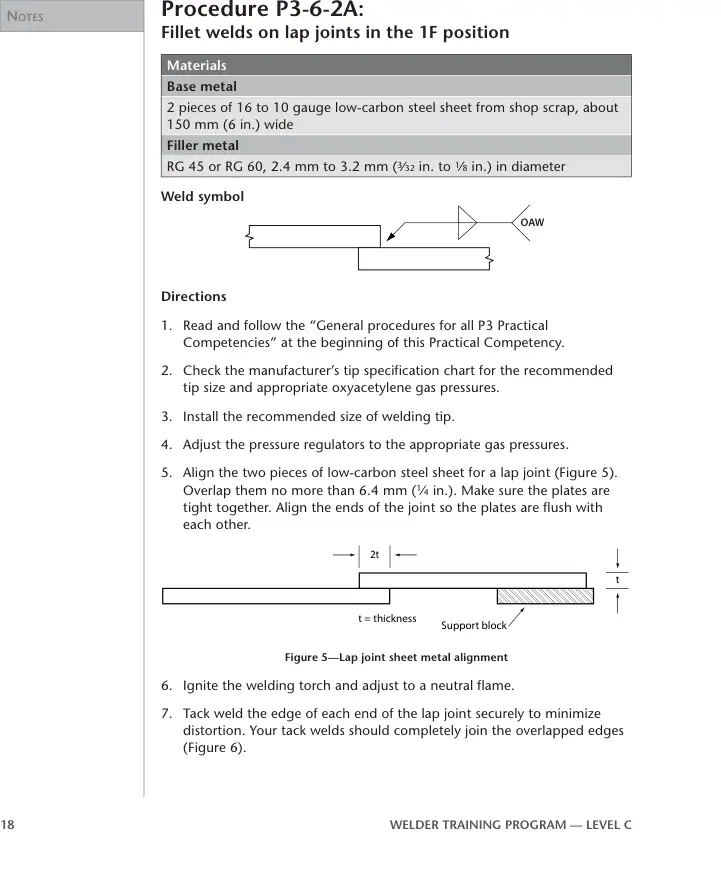 NOTES
Procedure P3-6-2A:
Fillet welds on lap joints in the 1F position
Materials
Base metal
2 pieces of 16 to 10 gauge low-carbon steel sheet from shop scrap, about
150 mm (6 in.) wide
Filler metal
RG 45 or RG 60, 2.4 mm to 3.2 mm (3⁄32 in. to 1⁄8 in.) in diameter
Weld symbol
OAW
Directions
1. Read and follow the “General procedures for all P3 Practical
Competencies” at the beginning of this Practical Competency.
2. Check the manufacturer’s tip specification chart for the recommended
tip size and appropriate oxyacetylene gas pressures.
3. Install the recommended size of welding tip.
4. Adjust the pressure regulators to the appropriate gas pressures.
5. Align the two pieces of low-carbon steel sheet for a lap joint (Figure 5).
Overlap them no more than 6.4 mm (1⁄4 in.). Make sure the plates are
tight together. Align the ends of the joint so the plates are flush with
each other.
2t
t
t = thickness
Support block
Figure 5—Lap joint sheet metal alignment
6. Ignite the welding torch and adjust to a neutral flame.
7. Tack weld the edge of each end of the lap joint securely to minimize
distortion. Your tack welds should completely join the overlapped edges
(Figure 6).
18
WELDER TRAINING PROGRAM — LEVEL C